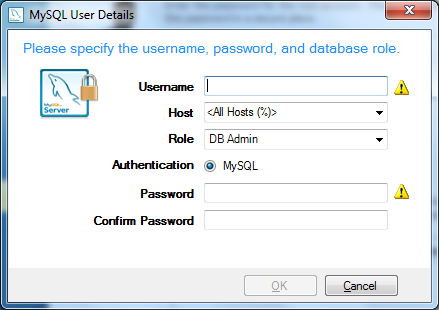 MySQL User Details
Please specify the username, password, and database role.
Username
MySQL
Server
Host <All Hosts (%)>
Role DB Admin
Authentication MySQL
Password
Confirm Password
OK Cancel